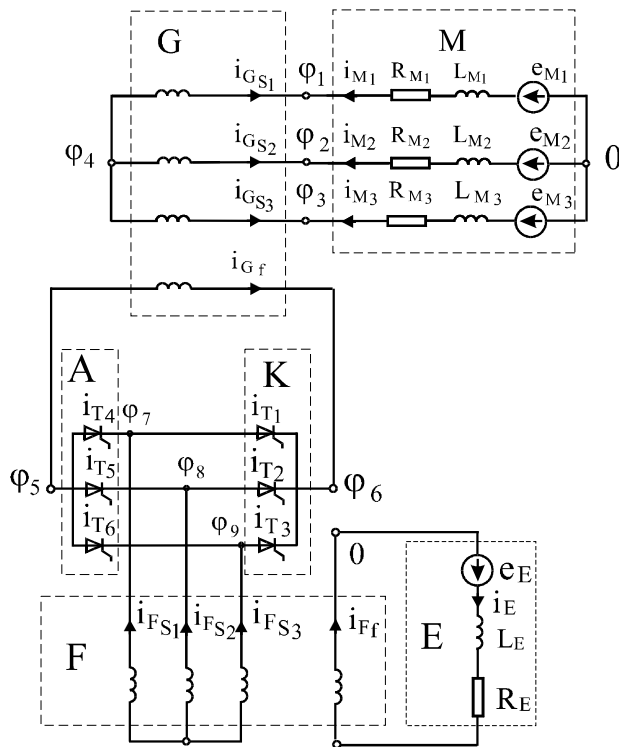 G M
i_GS1 φ1 i_M1 R_M1 L_M1 e_M1
φ4 i_GS2 φ2 i_M2 R_M2 L_M2 e_M2 0
i_GS3 φ3 i_M3 R_M3 L_M3 e_M3
i_Gf
A K
i_T4 φ7 i_T1
φ5 i_T5 φ8 i_T2 φ6
i_T6 φ9 i_T3
0
e_E
F i_FS1 i_FS2 i_FS3 i_Ff E i_E
L_E
R_E